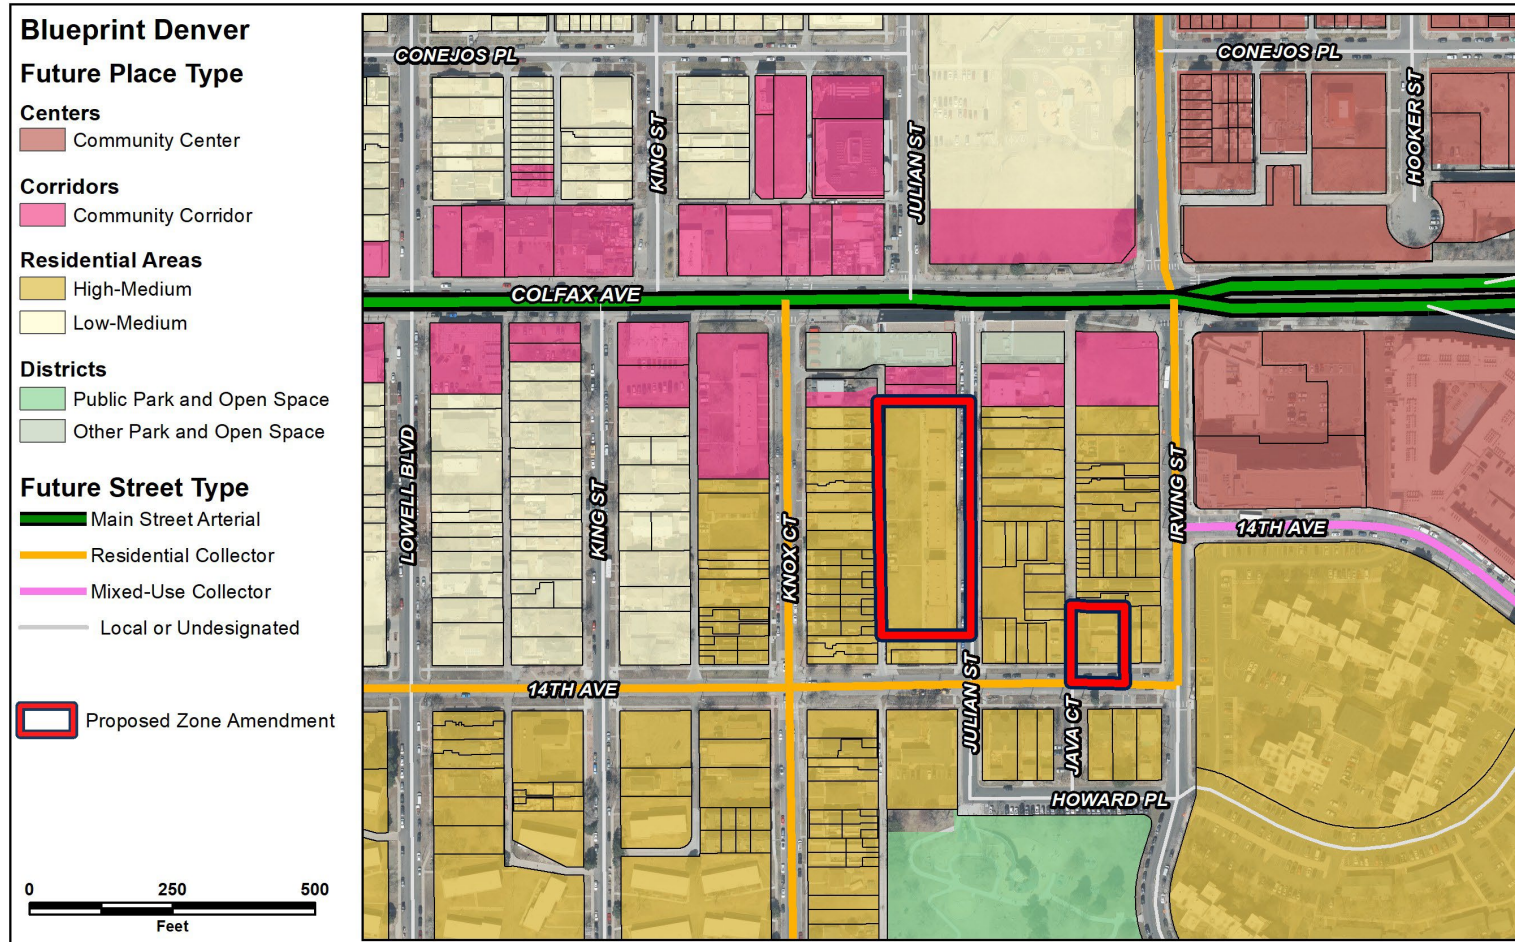 Blueprint Denver
Future Place Type
Centers
Community Center
Corridors
Community Corridor
Residential Areas
High-Medium
Low-Medium
Districts
Public Park and Open Space
Other Park and Open Space
Future Street Type
Main Street Arterial
Residential Collector
Mixed-Use Collector
Local or Undesignated
Proposed Zone Amendment
0 250 500
Feet
CONEJOS PL
CONEJOS PL
KING ST
JULIAN ST
HOOKER ST
COLFAX AVE
LOWELL BLVD
KING ST
KNOX CT
IRVING ST
14TH AVE
14TH AVE
JULIAN ST
JAVA CT
HOWARD PL